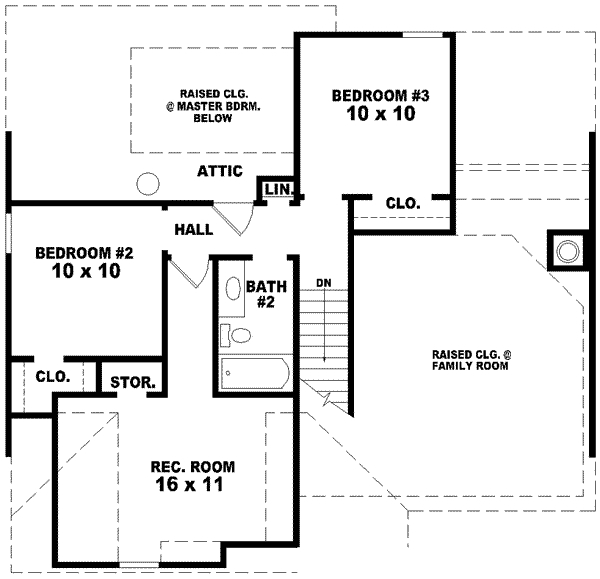 RAISED CLG.
@ MASTER BDRM.
BELOW
BEDROOM #3
10 x 10
ATTIC
LIN.
CLO.
HALL
BEDROOM #2
10 x 10
BATH
#2
DN
RAISED CLG. @
FAMILY ROOM
CLO.
STOR.
REC. ROOM
16 x 11